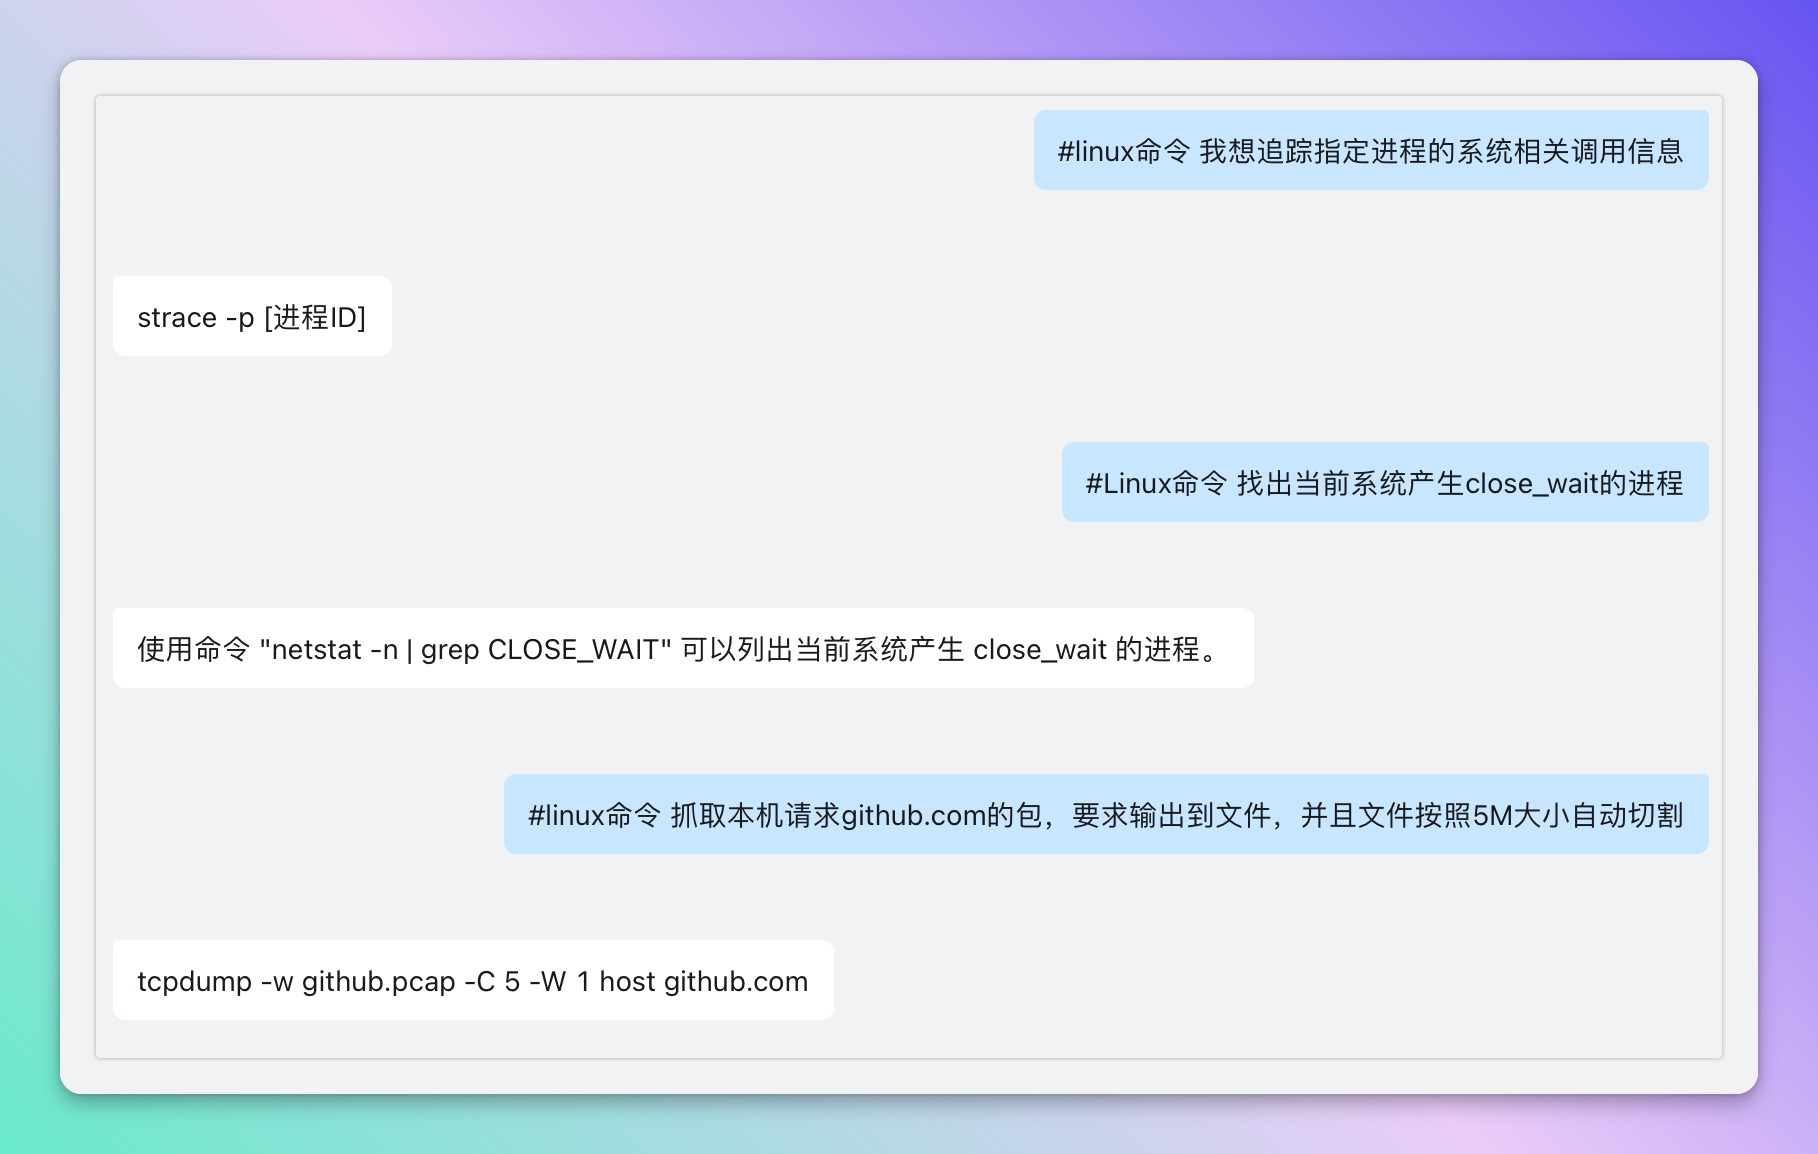 #linux命令 我想追踪指定进程的系统相关调用信息
strace -p [进程ID]
#Linux命令 找出当前系统产生close_wait的进程
使用命令 "netstat -n | grep CLOSE_WAIT" 可以列出当前系统产生 close_wait 的进程。
#linux命令 抓取本机请求github.com的包，要求输出到文件，并且文件按照5M大小自动切割
tcpdump -w github.pcap -C 5 -W 1 host github.com